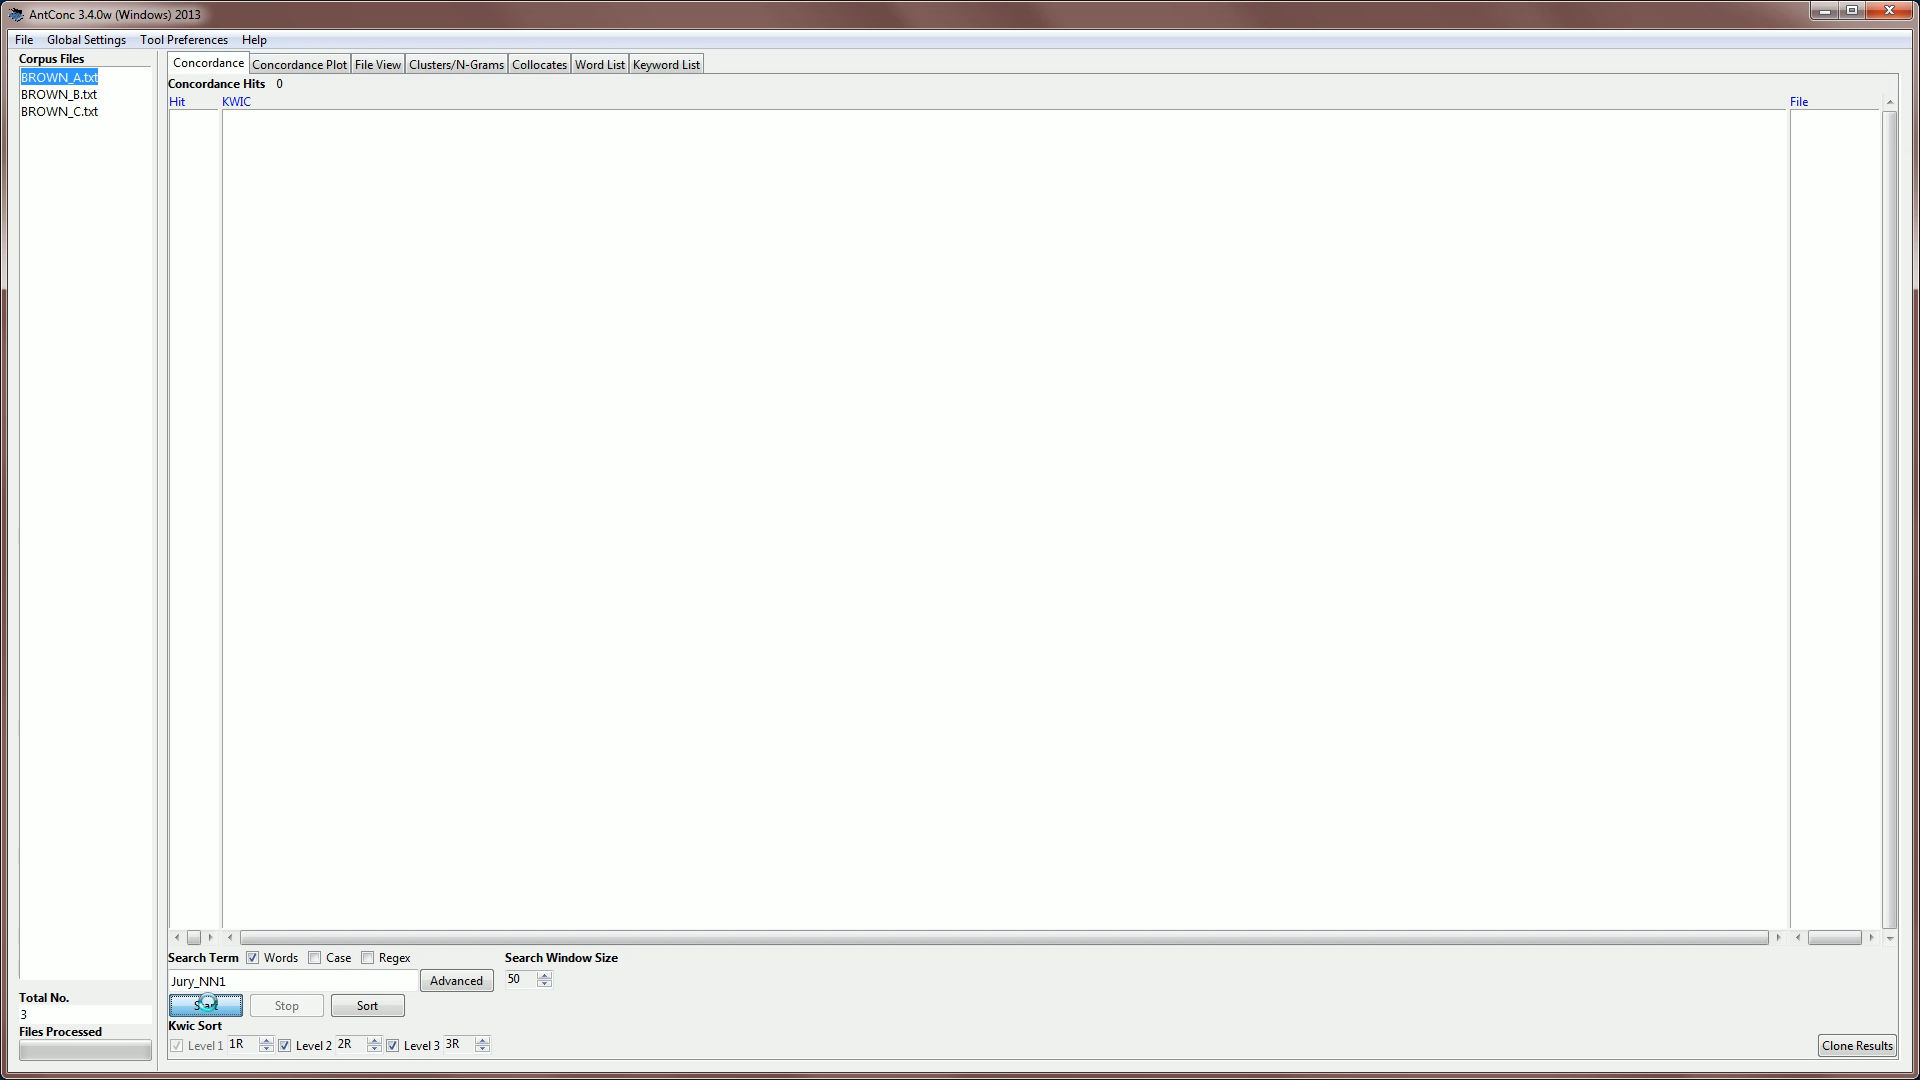 AntConc 3.4.0w (Windows) 2013
File Global Settings Tool Preferences Help
Corpus Files
BROWN_A.txt
BROWN_B.txt
BROWN_C.txt
Concordance Concordance Plot File View Clusters/N-Grams Collocates Word List Keyword List
Concordance Hits 0
Hit KWIC File
Search Term Words Case Regex Search Window Size
Jury_NN1 Advanced 50
Start Stop Sort
Total No.
3
Files Processed
Kwic Sort
Level 1 1R Level 2 2R Level 3 3R
Clone Results